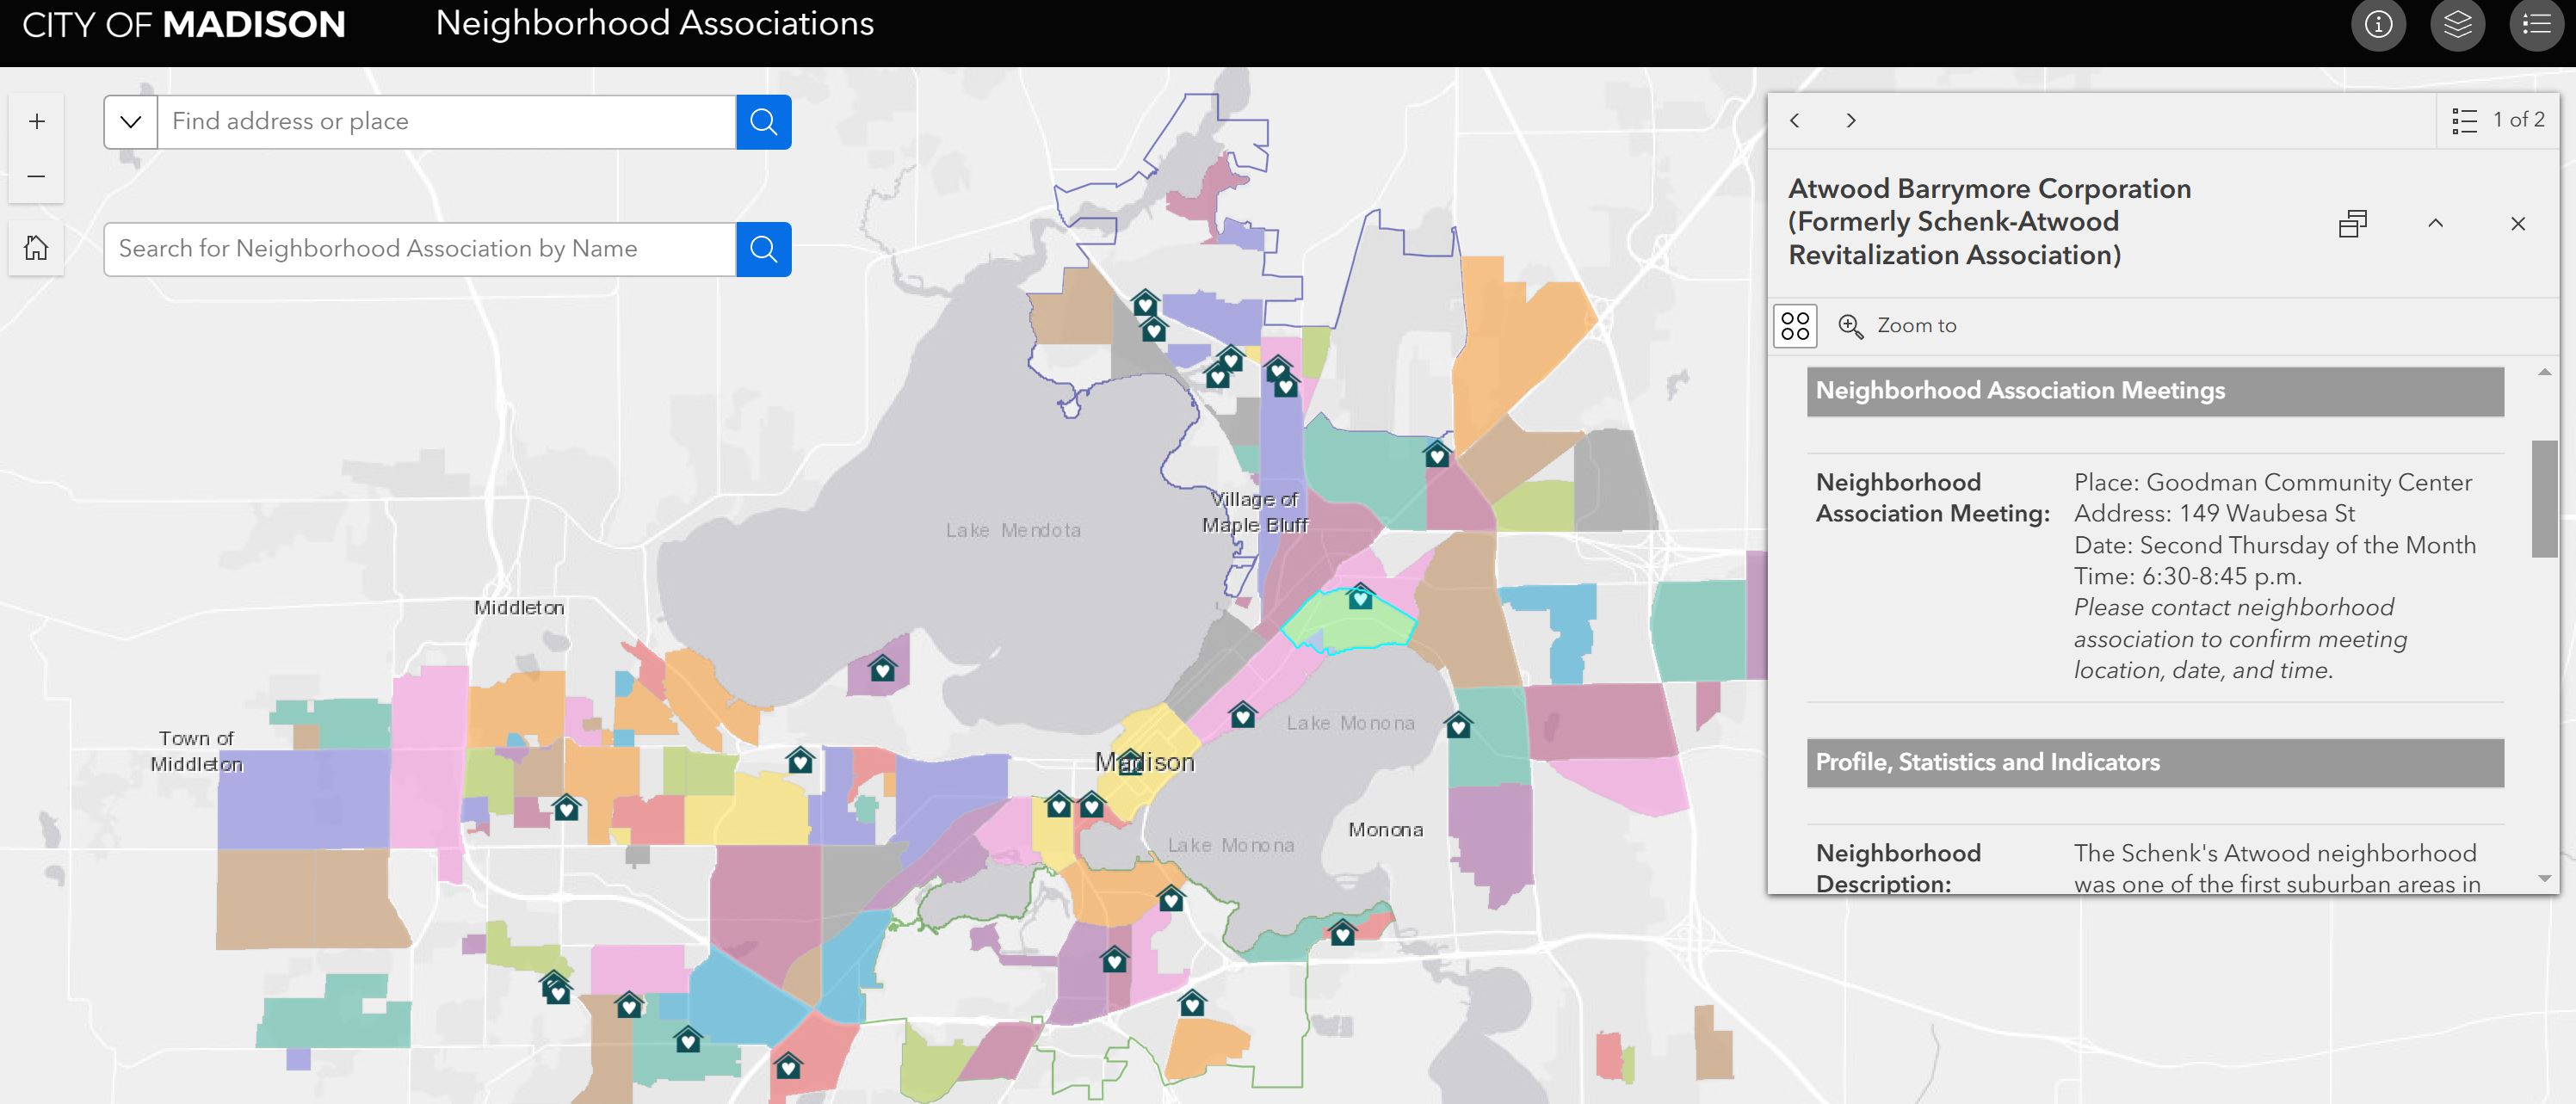 CITY OF MADISON
Neighborhood Associations
Find address or place
Search for Neighborhood Association by Name
1 of 2
Atwood Barrymore Corporation
(Formerly Schenk-Atwood
Revitalization Association)
Zoom to
Neighborhood Association Meetings
Neighborhood
Association Meeting:
Place: Goodman Community Center
Address: 149 Waubesa St
Date: Second Thursday of the Month
Time: 6:30-8:45 p.m.
Please contact neighborhood
association to confirm meeting
location, date, and time.
Profile, Statistics and Indicators
Neighborhood
Description:
The Schenk's Atwood neighborhood
was one of the first suburban areas in
Village of
Maple Bluff
Lake Mendota
Middleton
Town of
Middleton
Lake Monona
Madison
Monona
Lake Monona